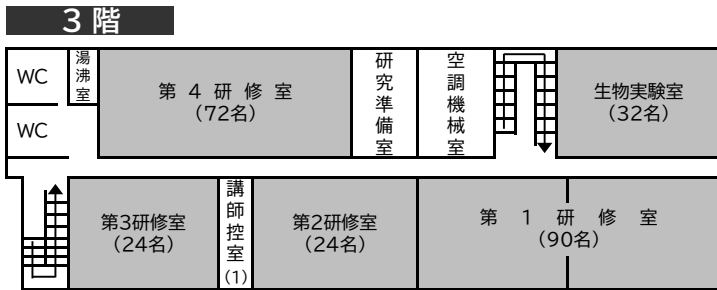 3階
WC
湯沸室
第4研修室
(72名)
研究準備室
空調機械室
生物実験室
(32名)
WC
第3研修室
(24名)
講師控室(1)
第2研修室
(24名)
第1研修室
(90名)